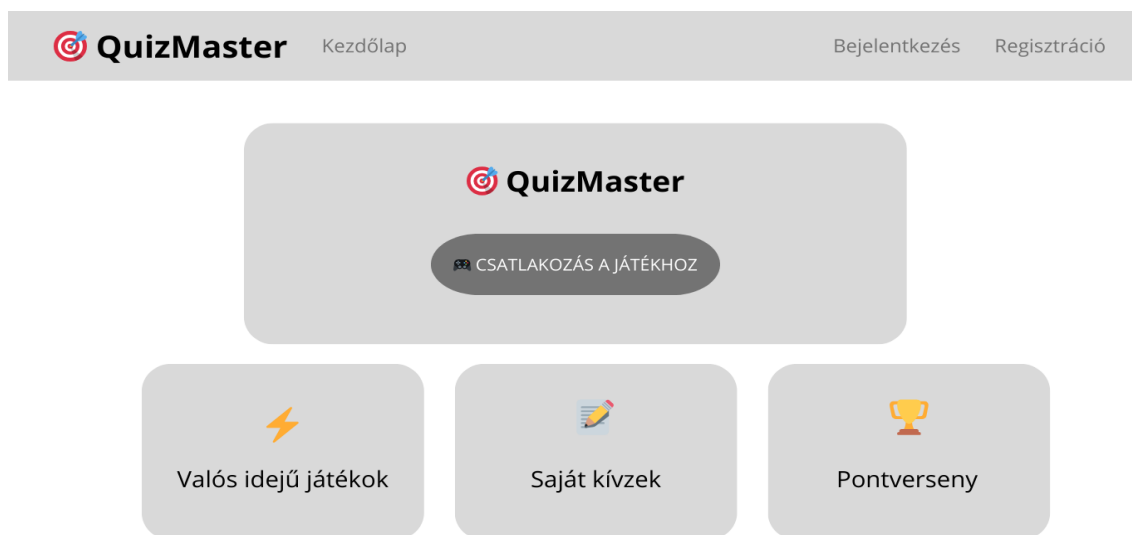 QuizMaster Kezdőlap Bejelentkezés Regisztráció
QuizMaster
CSATLAKOZÁS A JÁTÉKHOZ
Valós idejű játékok Saját kívzek Pontverseny